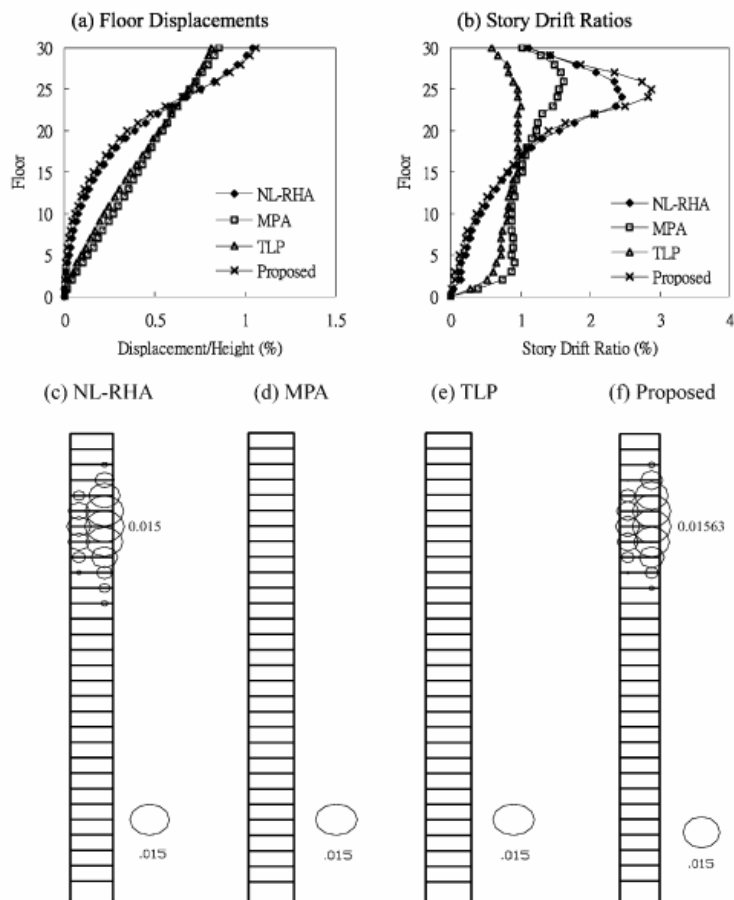 (a) Floor Displacements
30
25
20
15
10
5
0
Floor
NL-RHA
MPA
TLP
Proposed
0
0.5
1
1.5
Displacement/Height (%)
(b) Story Drift Ratios
30
25
20
15
10
5
0
Floor
NL-RHA
MPA
TLP
Proposed
0
1
2
3
4
Story Drift Ratio (%)
(c) NL-RHA
(d) MPA
(e) TLP
(f) Proposed
0.015
0.01563
.015
.015
.015
.015